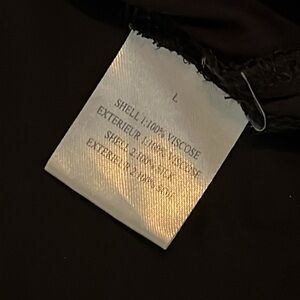 L
SHELL 1:100% VISCOSE
EXTERIEUR 1:100% VISCOSE
SHELL 2:100% SILK
EXTERIEUR 2:100% SOIE